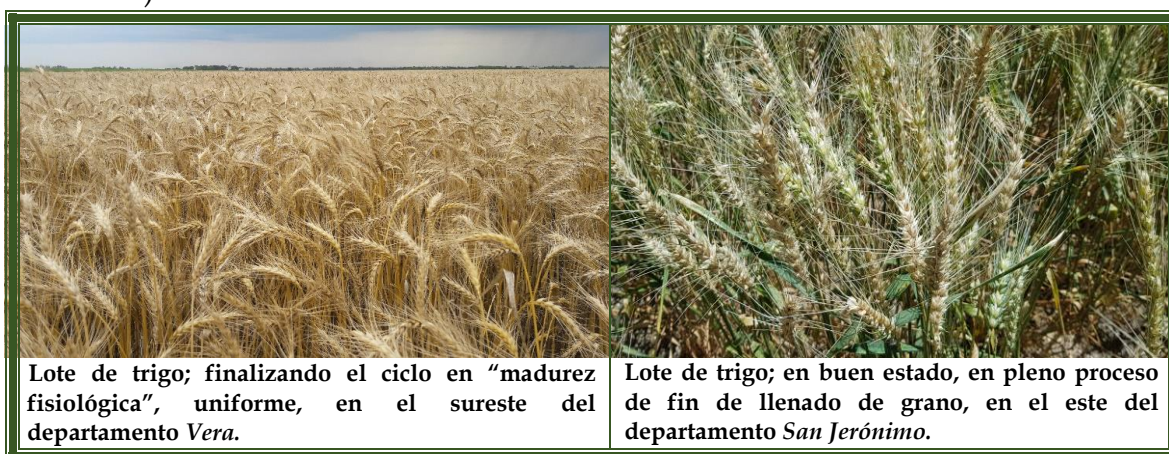 Lote de trigo; finalizando el ciclo en “madurez
fisiológica”, uniforme, en el sureste del
departamento Vera.
Lote de trigo; en buen estado, en pleno proceso
de fin de llenado de grano, en el este del
departamento San Jerónimo.